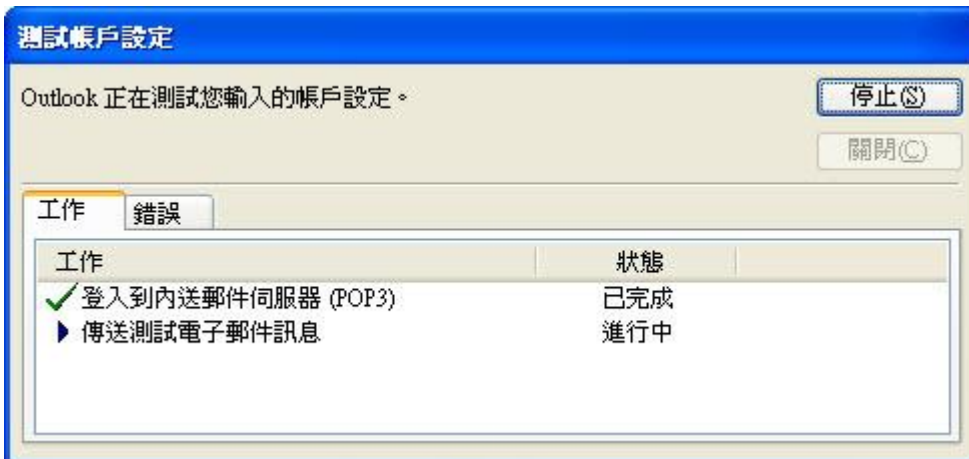 測試帳戶設定
Outlook 正在測試您輸入的帳戶設定。
停止(S)
關閉(C)
工作 錯誤
工作 狀態
登入到內送郵件伺服器 (POP3) 已完成
傳送測試電子郵件訊息 進行中